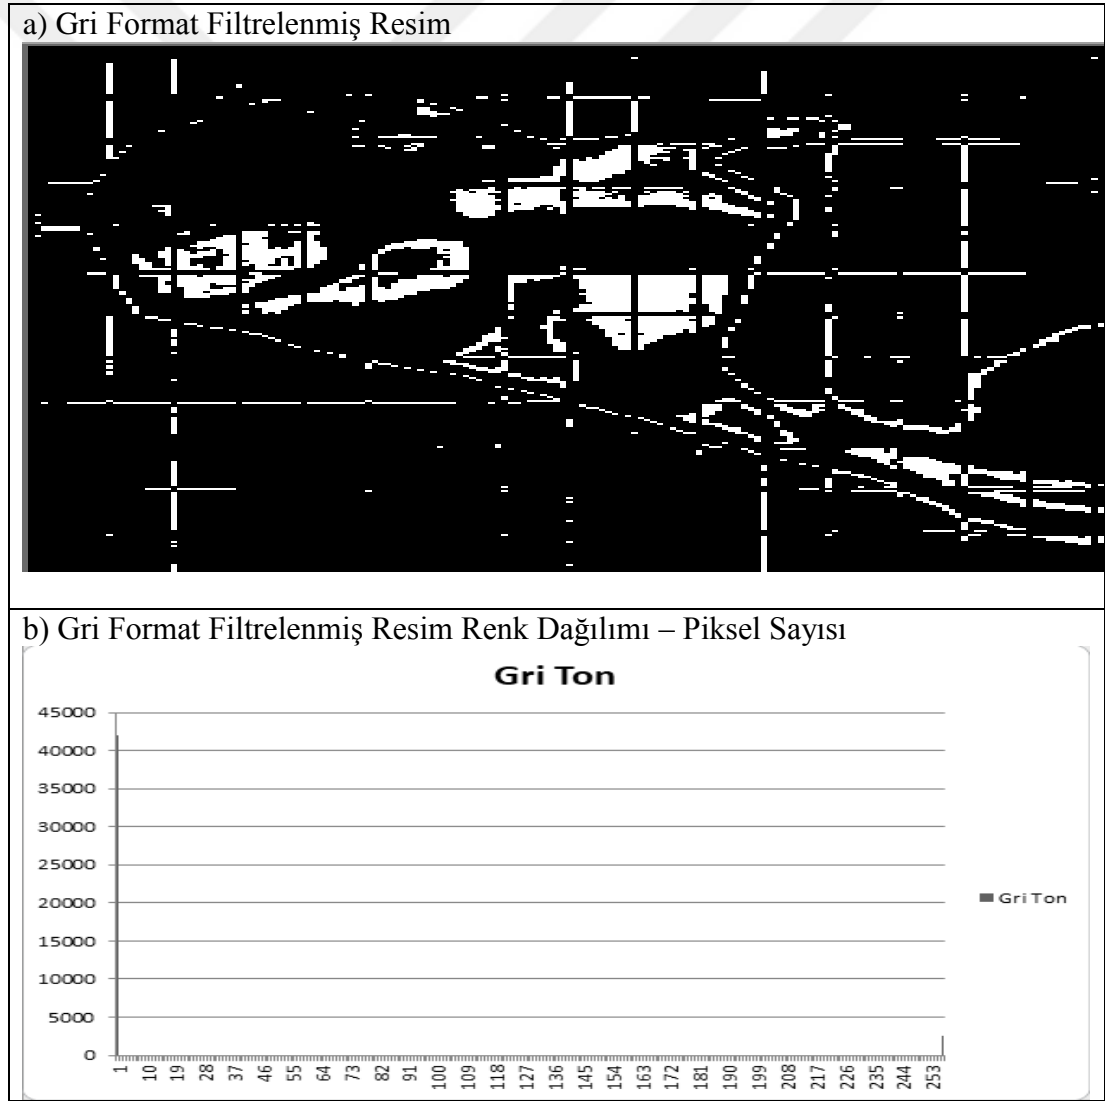 a) Gri Format Filtrelenmiş Resim
b) Gri Format Filtrelenmiş Resim Renk Dağılımı – Piksel Sayısı
Gri Ton
45000
40000
35000
30000
25000
20000
15000
10000
5000
0
Gri Ton
1 10 19 28 37 46 55 64 73 82 91 100 109 118 127 136 145 154 163 172 181 190 199 208 217 226 235 244 253